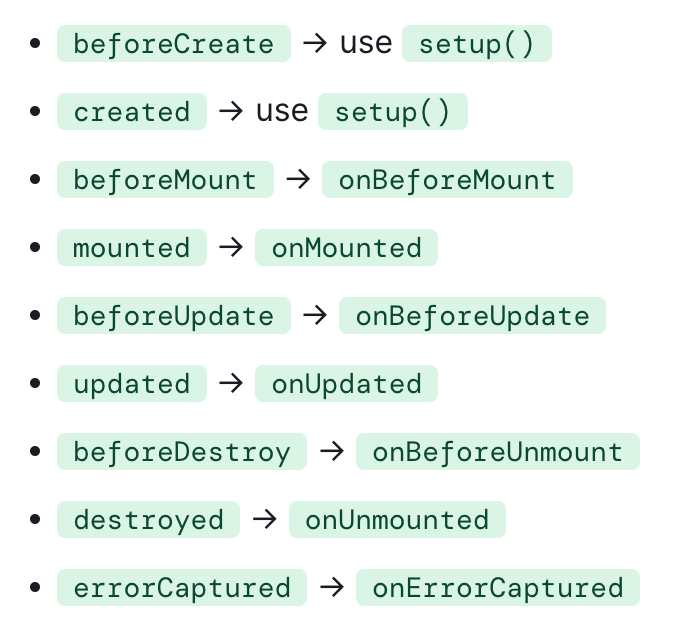 • beforeCreate → use setup()
• created → use setup()
• beforeMount → onBeforeMount
• mounted → onMounted
• beforeUpdate → onBeforeUpdate
• updated → onUpdated
• beforeDestroy → onBeforeUnmount
• destroyed → onUnmounted
• errorCaptured → onErrorCaptured